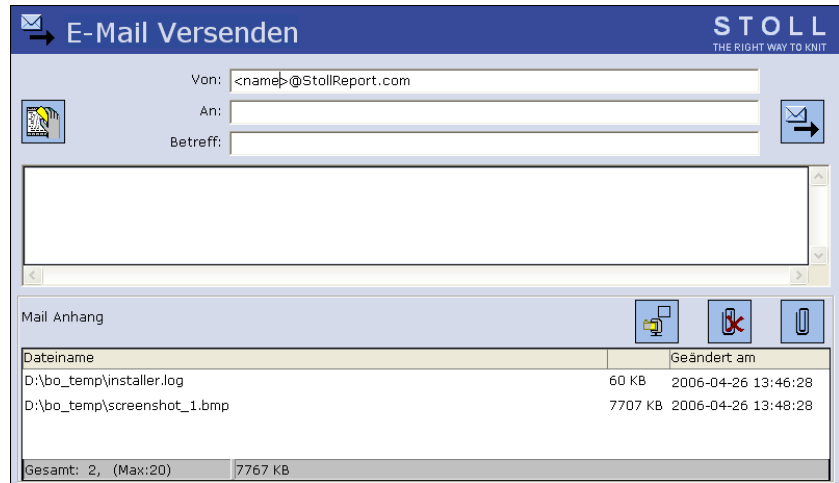 E-Mail Versenden
STOLL
THE RIGHT WAY TO KNIT
Von: <name>@StollReport.com
An:
Betreff:
Mail Anhang
Dateiname Geändert am
D:\bo_temp\installer.log 60 KB 2006-04-26 13:46:28
D:\bo_temp\screenshot_1.bmp 7707 KB 2006-04-26 13:48:28
Gesamt: 2, (Max:20) 7767 KB